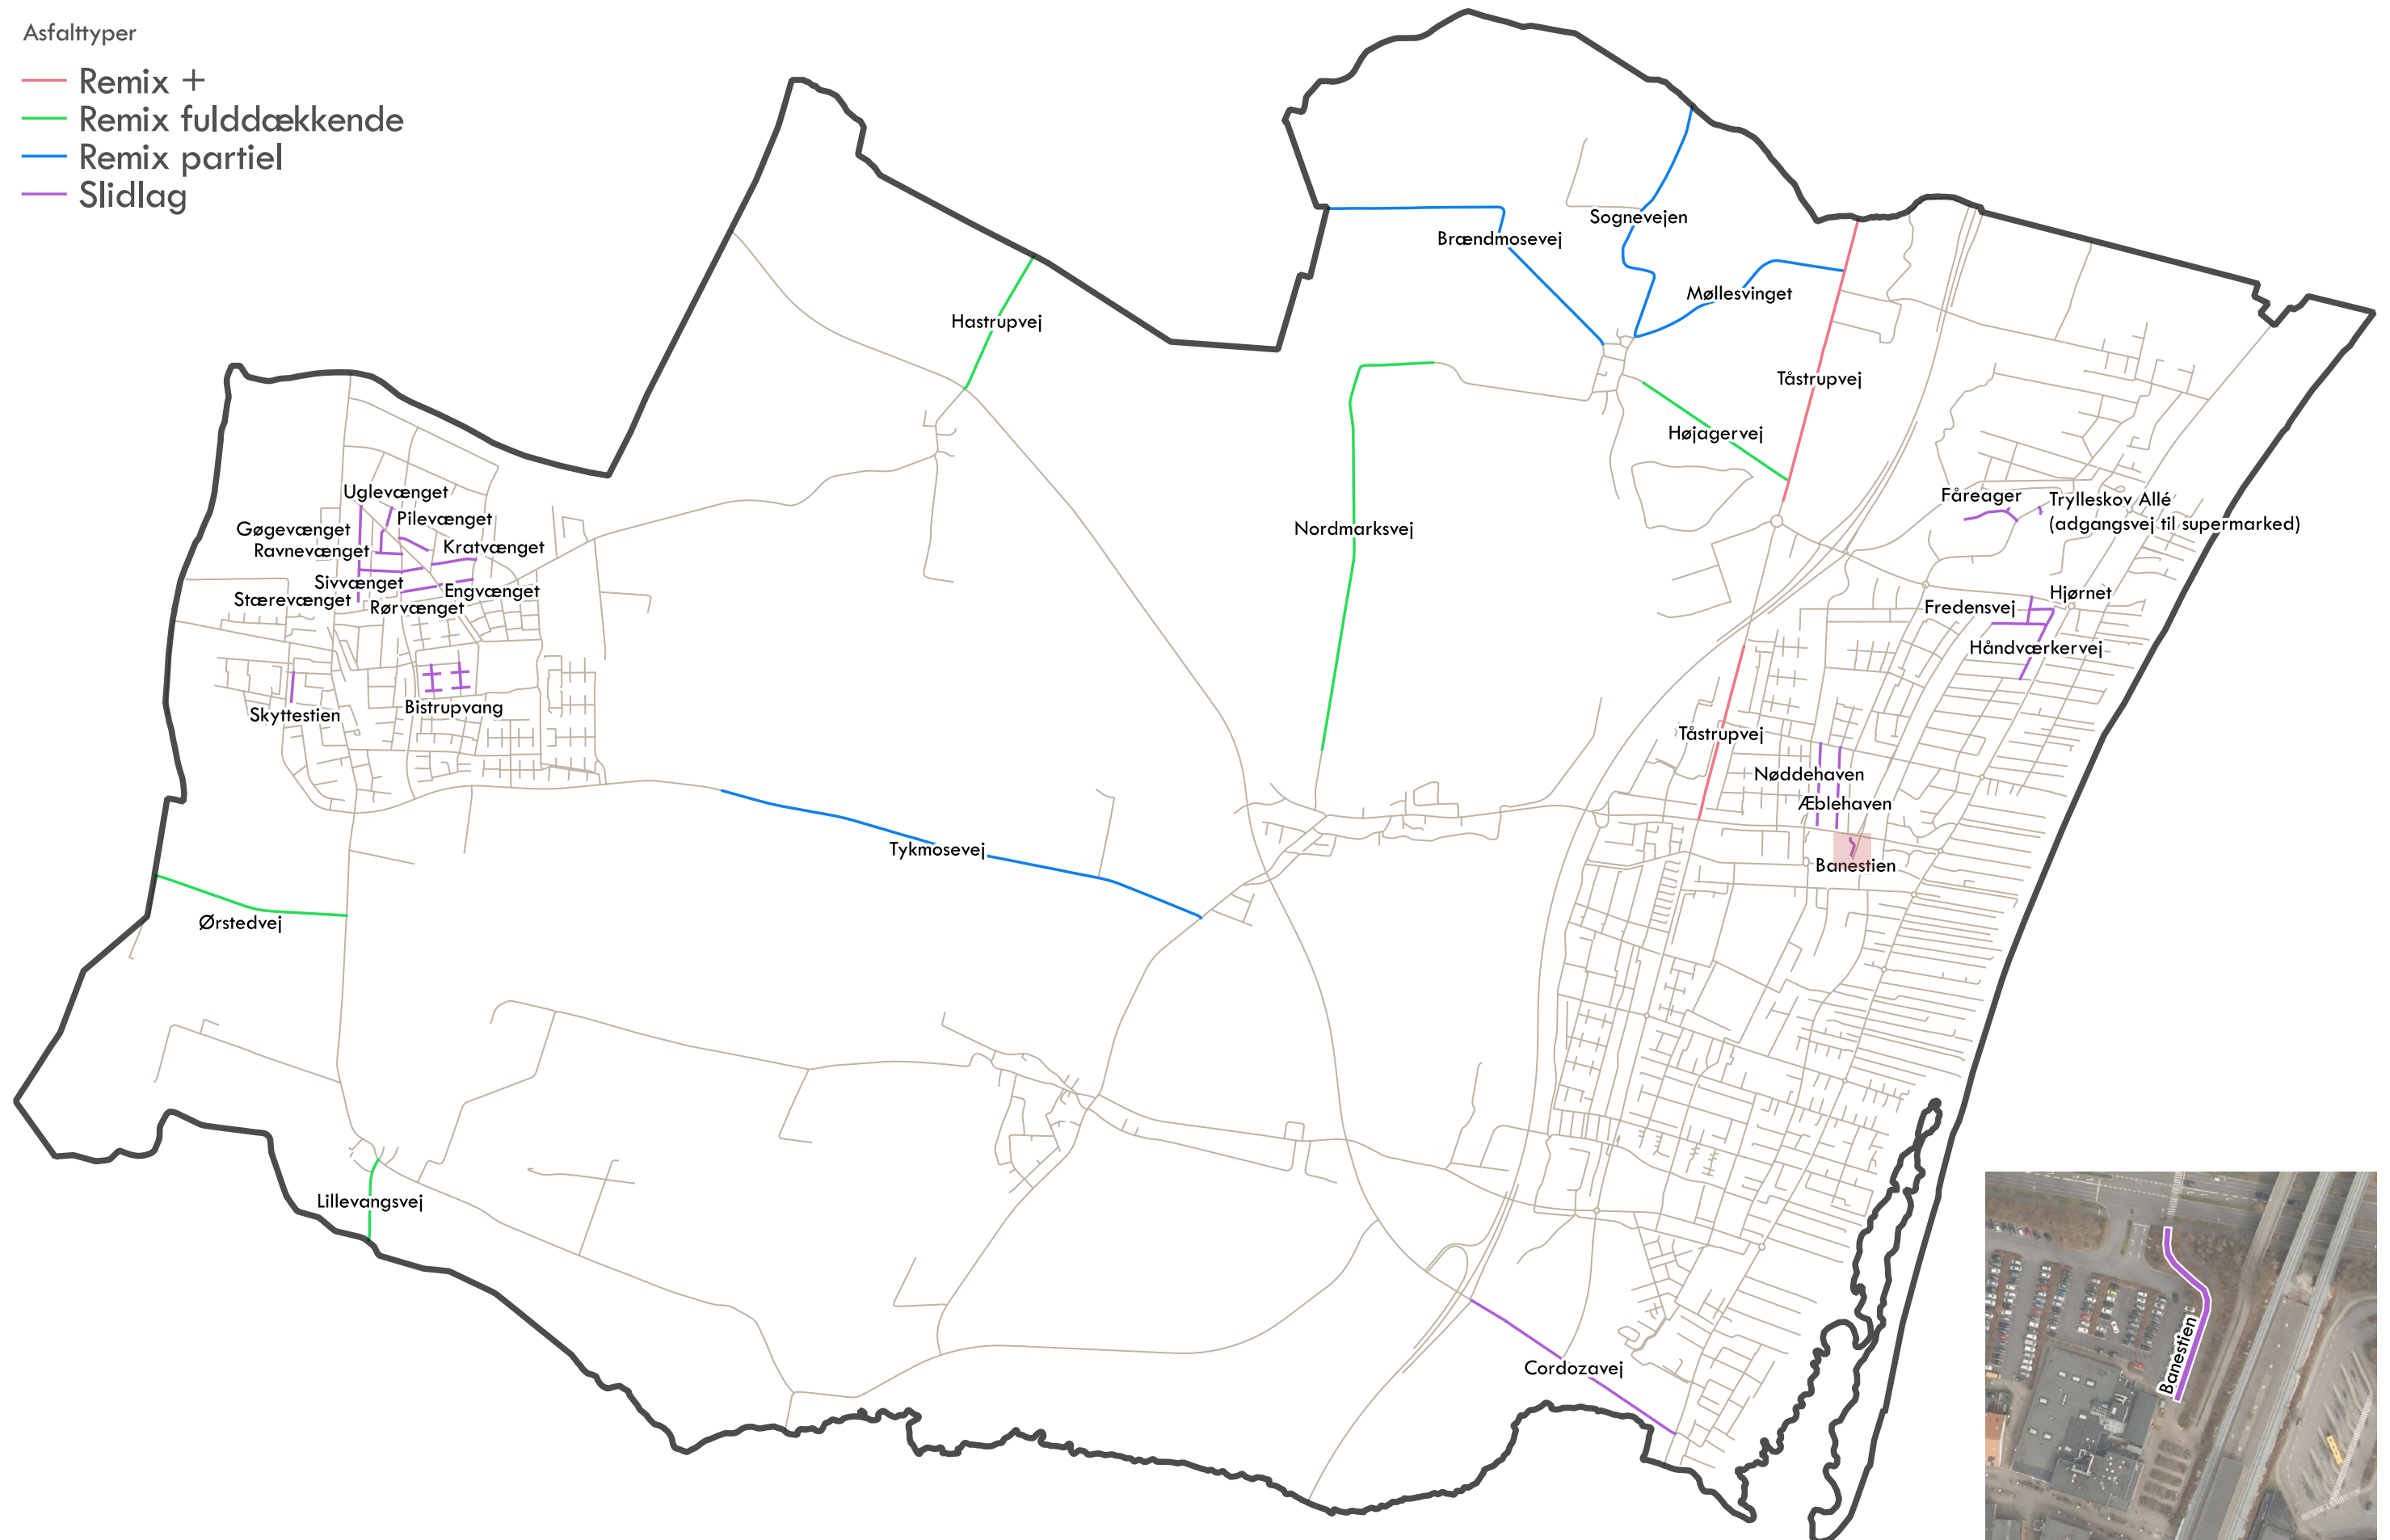 Asfalttyper
Remix +
Remix fulddækkende
Remix partiel
Slidlag
Sognevejen
Brændmosevej
Møllesvinget
Hastrupvej
Tåstrupvej
Højagervej
Uglevænget
Pilevænget
Gøgevænget
Ravnevænget
Kratvænget
Sivvænget
Engvænget
Stærevænget
Rørvænget
Nordmarksvej
Fåreager
Trylleskov Allé
(adgangsvej til supermarked)
Hjørnet
Fredensvej
Håndværkervej
Skyttestien
Bistrupvang
Tåstrupvej
Nøddehaven
Æblehaven
Tykmosevej
Banestien
Ørstedvej
Lillevangsvej
Cordozavej
Banestien